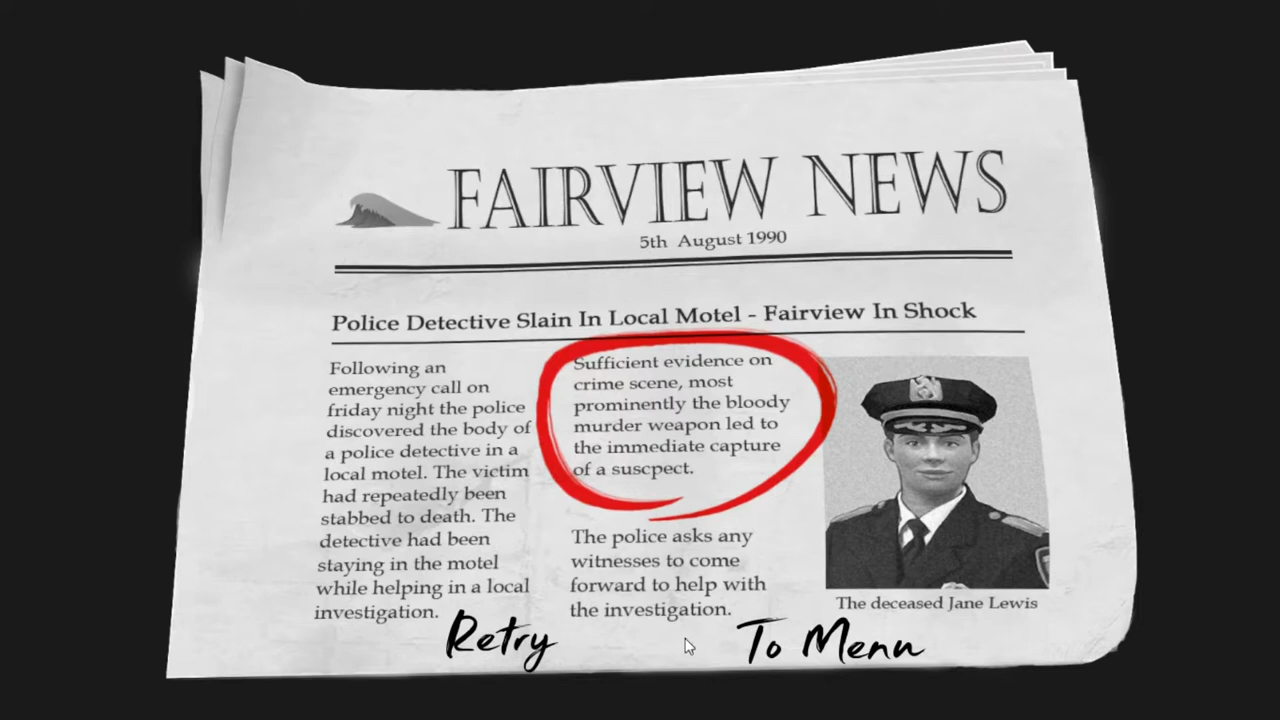 FAIRVIEW NEWS
5th August 1990
Police Detective Slain In Local Motel - Fairview In Shock
Following an
emergency call on
friday night the police
discovered the body of
a police detective in a
local motel. The victim
had repeatedly been
stabbed to death. The
detective had been
staying in the motel
while helping in a local
investigation.
Sufficient evidence on
crime scene, most
prominently the bloody
murder weapon led to
the immediate capture
of a suscpect.
The police asks any
witnesses to come
forward to help with
the investigation.
The deceased Jane Lewis
Retry
To Menu